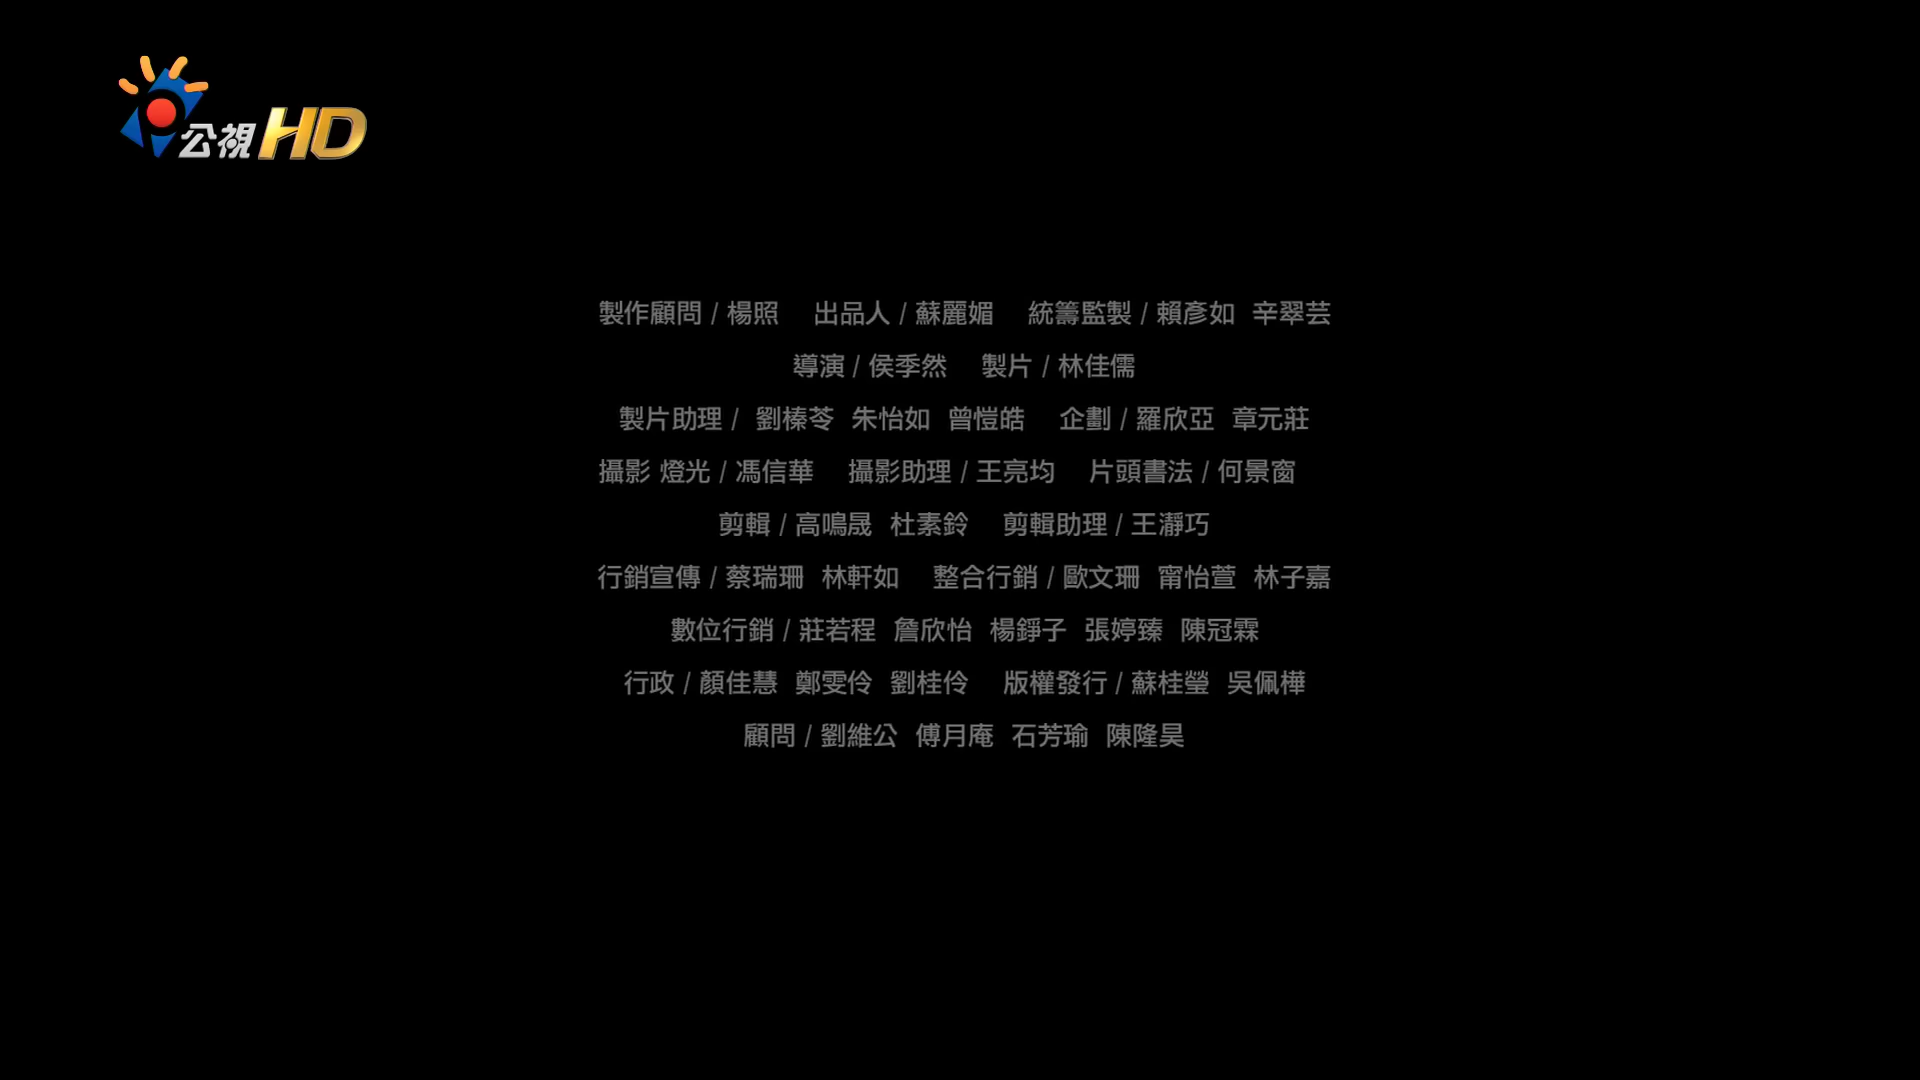 公視HD
製作顧問 / 楊照 出品人 / 蘇麗媚 統籌監製 / 賴彥如 辛翠芸
導演 / 侯季然 製片 / 林佳儒
製片助理 / 劉榛苓 朱怡如 曾愷皓 企劃 / 羅欣亞 章元莊
攝影 燈光 / 馮信華 攝影助理 / 王亮均 片頭書法 / 何景窗
剪輯 / 高鳴晟 杜素鈴 剪輯助理 / 王瀞巧
行銷宣傳 / 蔡瑞珊 林軒如 整合行銷 / 歐文珊 甯怡萱 林子嘉
數位行銷 / 莊若程 詹欣怡 楊錚子 張婷臻 陳冠霖
行政 / 顏佳慧 鄭雯伶 劉桂伶 版權發行 / 蘇桂瑩 吳佩樺
顧問 / 劉維公 傅月庵 石芳瑜 陳隆昊